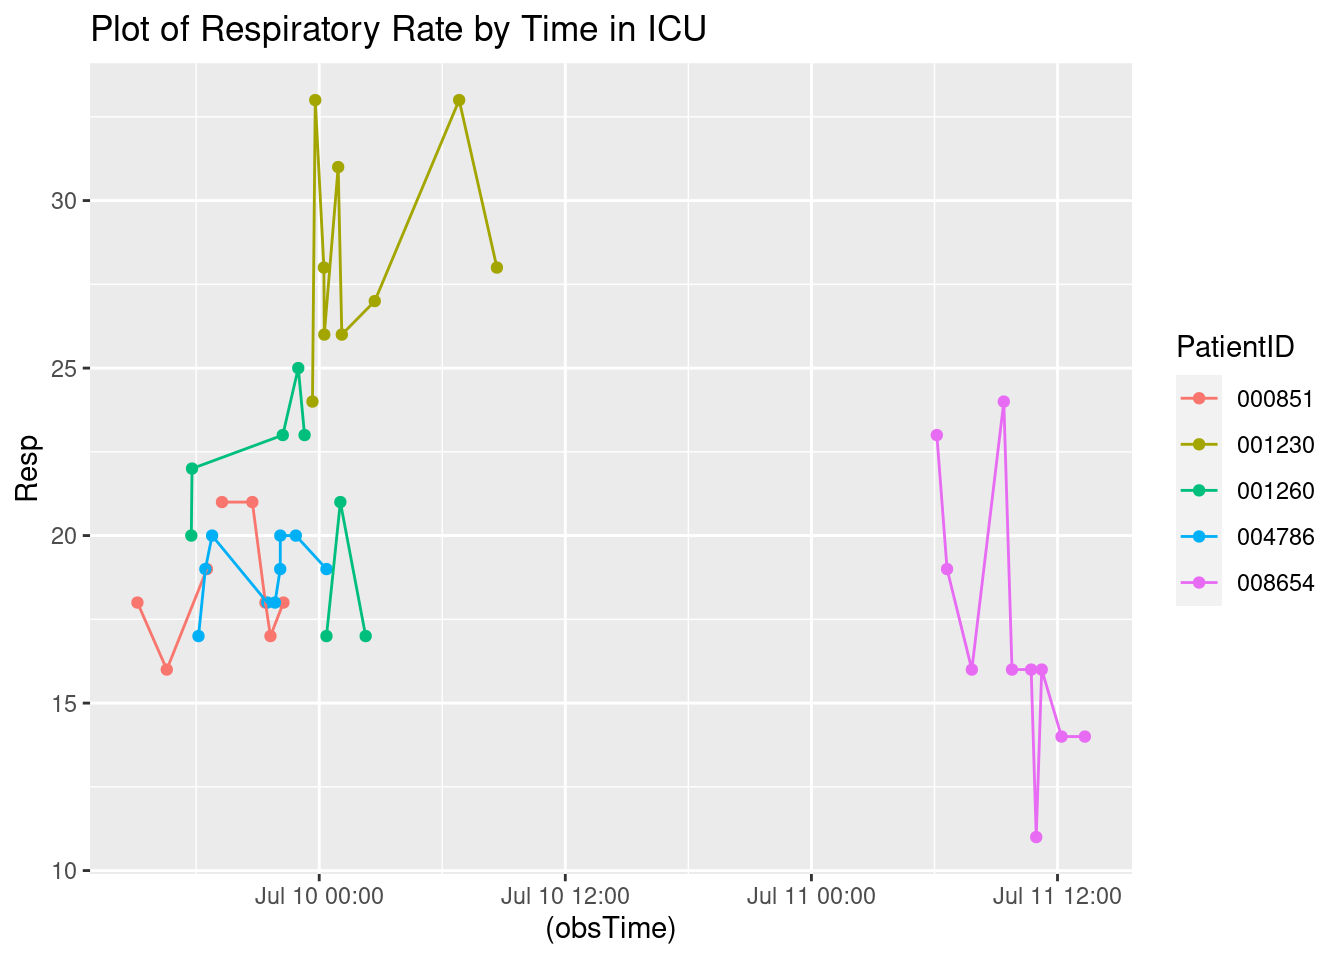 Plot of Respiratory Rate by Time in ICU
Resp
30
25
20
15
10
Jul 10 00:00
Jul 10 12:00
Jul 11 00:00
Jul 11 12:00
(obsTime)
PatientID
000851
001230
001260
004786
008654